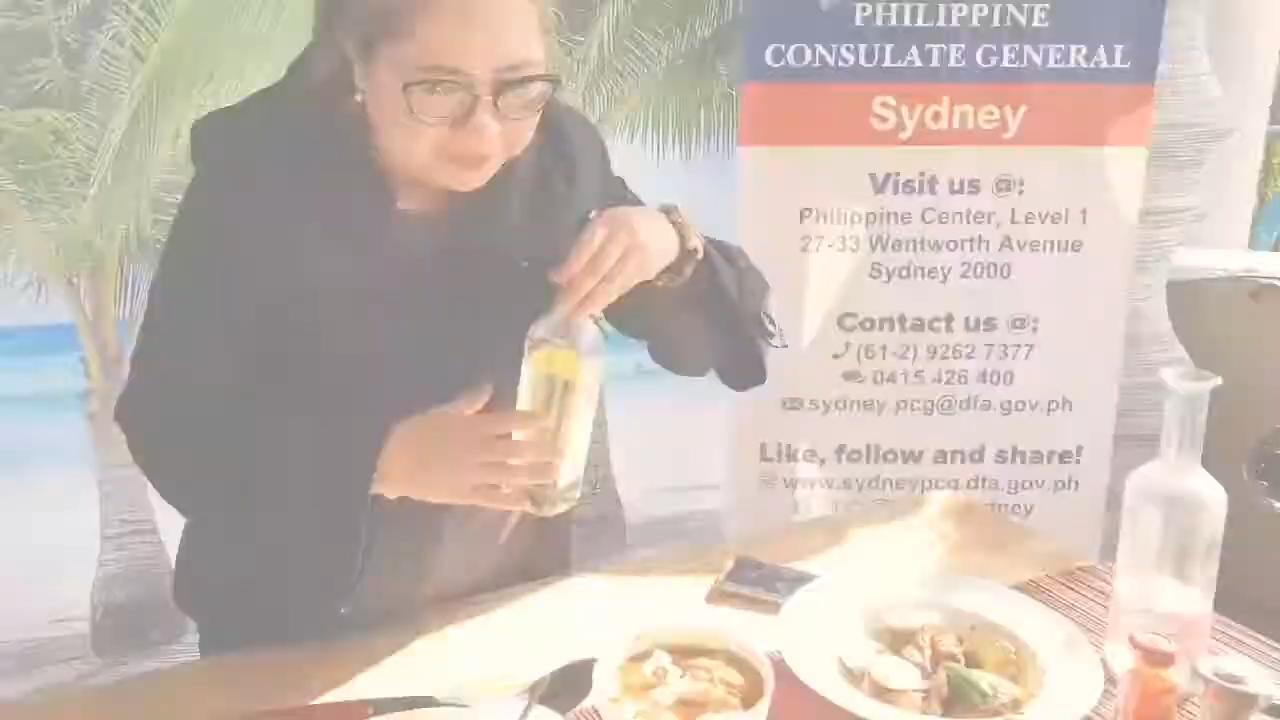 PHILIPPINE
CONSULATE GENERAL
Sydney
Visit us @:
Philippine Center, Level 1
27-33 Wentworth Avenue
Sydney 2000
Contact us @:
(61-2) 9262 7377
0415 426 400
sydney.pcg@dfa.gov.ph
Like, follow and share!
www.sydneypcg.dfa.gov.ph